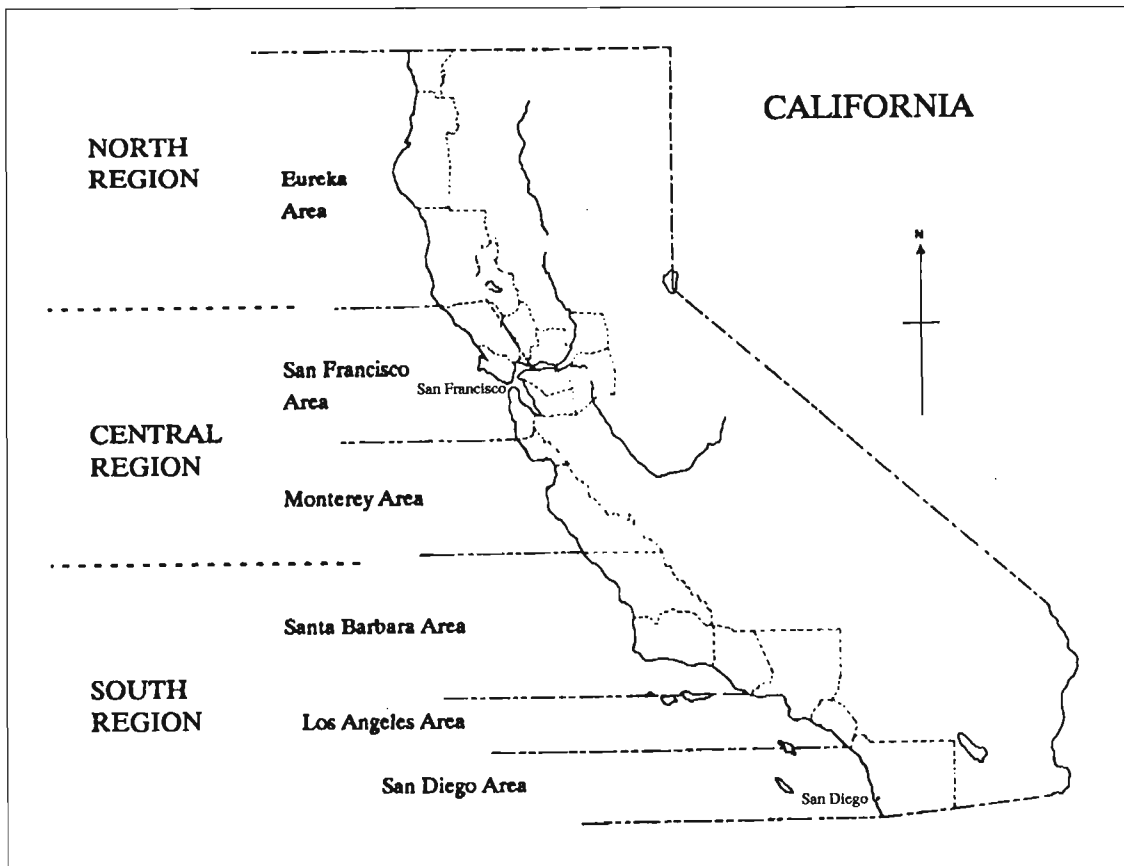 CALIFORNIA
N
NORTH
REGION
Eureka
Area
San Francisco
Area
San Francisco
CENTRAL
REGION
Monterey Area
Santa Barbara Area
SOUTH
REGION
Los Angeles Area
San Diego Area
San Diego